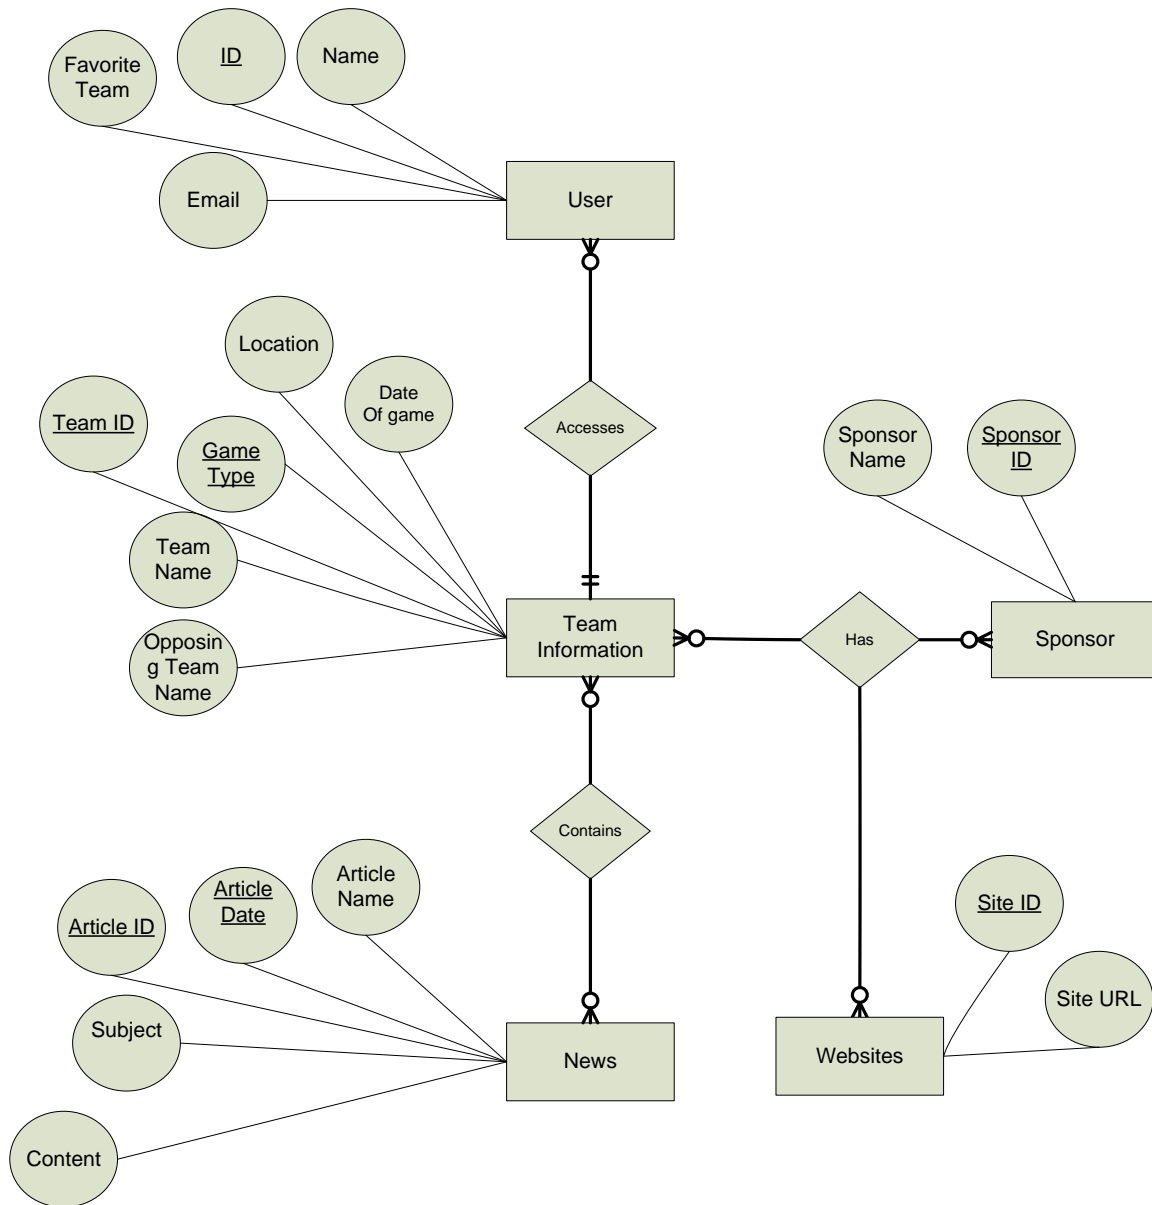 Favorite
Team
ID
Name
Email
User
Location
Date
Of game
Team ID
Game
Type
Accesses
Sponsor
Name
Sponsor
ID
Team
Name
Opposin
g Team
Name
Team
Information
Has
Sponsor
Contains
Article ID
Article
Date
Article
Name
Site ID
Site URL
Subject
News
Websites
Content